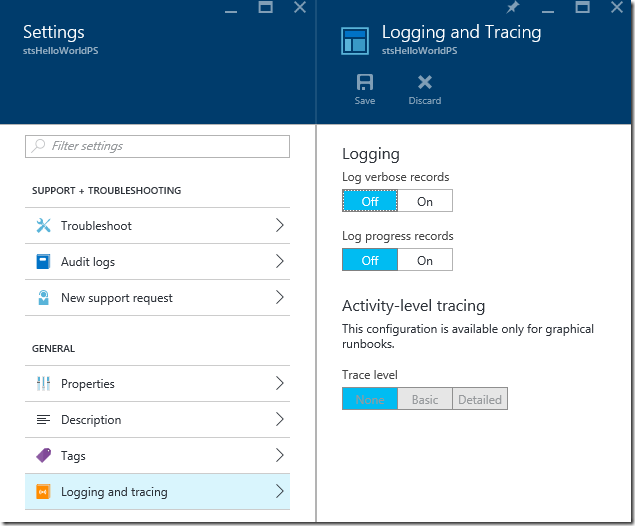 Settings
stsHelloWorldPS
Filter settings
SUPPORT + TROUBLESHOOTING
Troubleshoot
Audit logs
New support request
GENERAL
Properties
Description
Tags
Logging and tracing
Logging and Tracing
stsHelloWorldPS
Save Discard
Logging
Log verbose records
Off On
Log progress records
Off On
Activity-level tracing
This configuration is available only for graphical
runbooks.
Trace level
None Basic Detailed